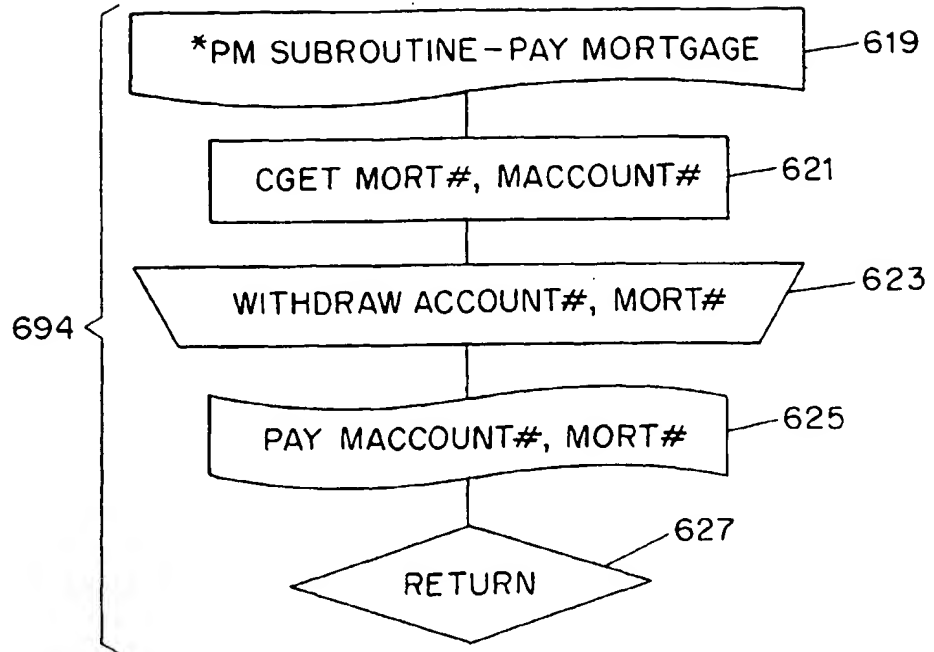 *PM SUBROUTINE-PAY MORTGAGE
619
CGET MORT#, MACCOUNT#
621
WITHDRAW ACCOUNT#, MORT#
623
694
PAY MACCOUNT#, MORT#
625
RETURN
627